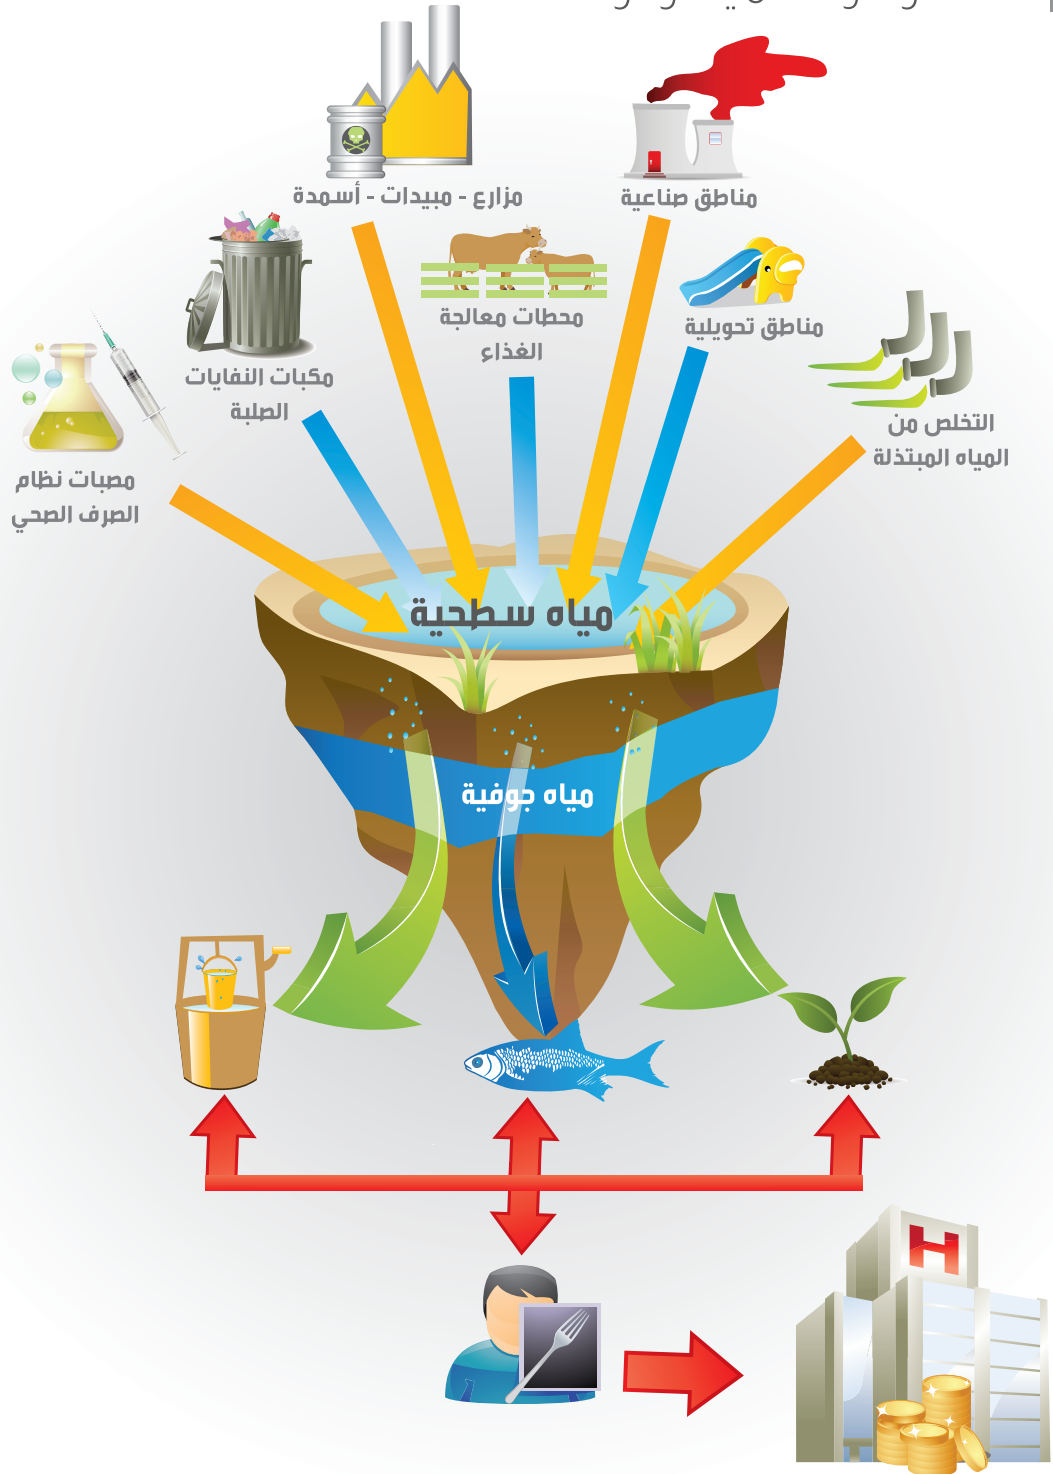 مناطق صناعية
مزارع - مبيدات - أسمدة
مناطق تحويلية
محطات معالجة
الغذاء
مكبات النفايات
الصلبة
التخلص من
المياه المبتذلة
مصبات نظام
الصرف الصحي
مياه سطحية
مياه جوفية
H